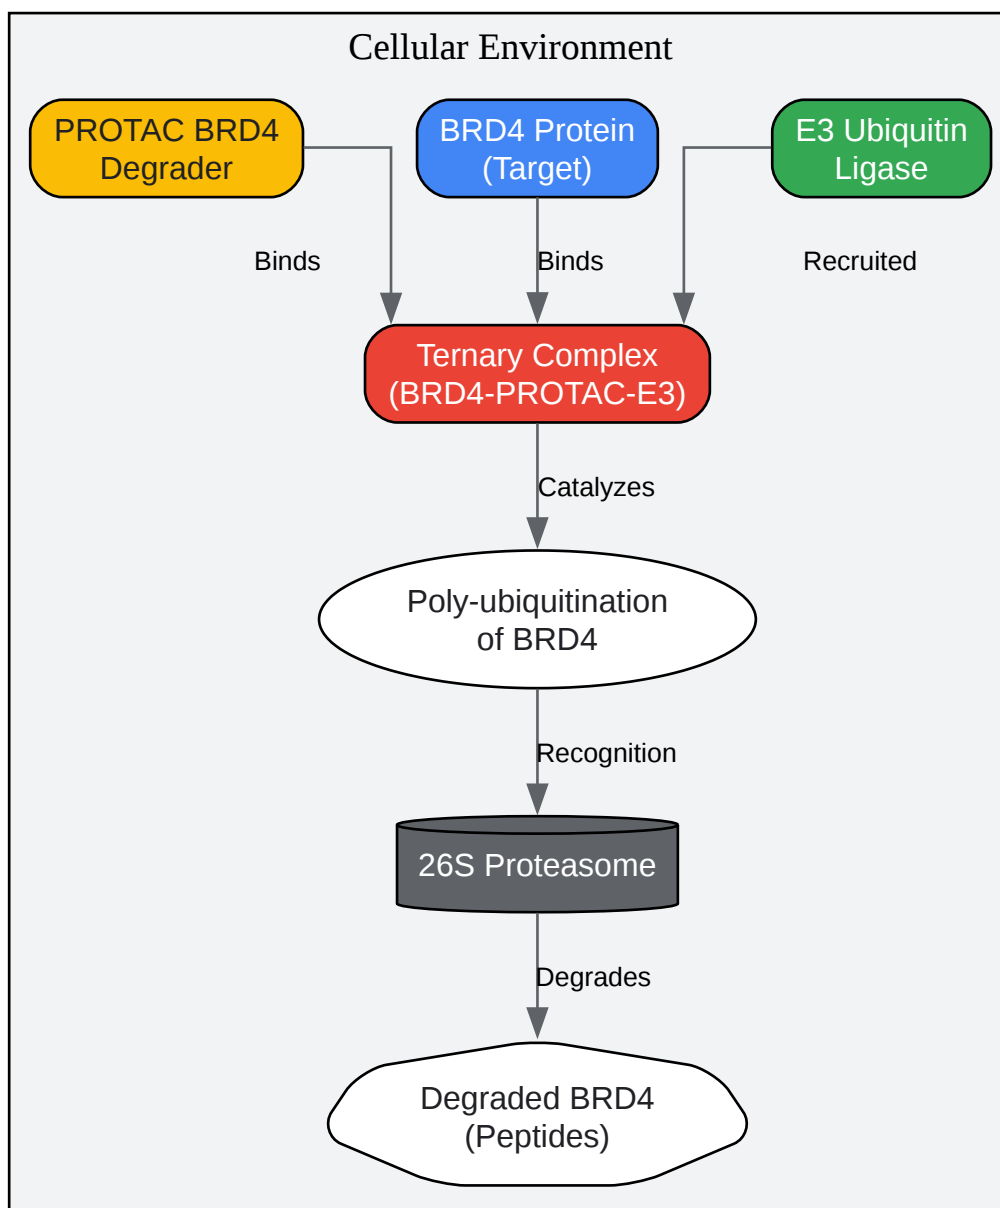 Cellular Environment
PROTAC BRD4
Degrader
BRD4 Protein
(Target)
E3 Ubiquitin
Ligase
Binds
Binds
Recruited
Ternary Complex
(BRD4-PROTAC-E3)
Catalyzes
Poly-ubiquitination
of BRD4
Recognition
26S Proteasome
Degrades
Degraded BRD4
(Peptides)